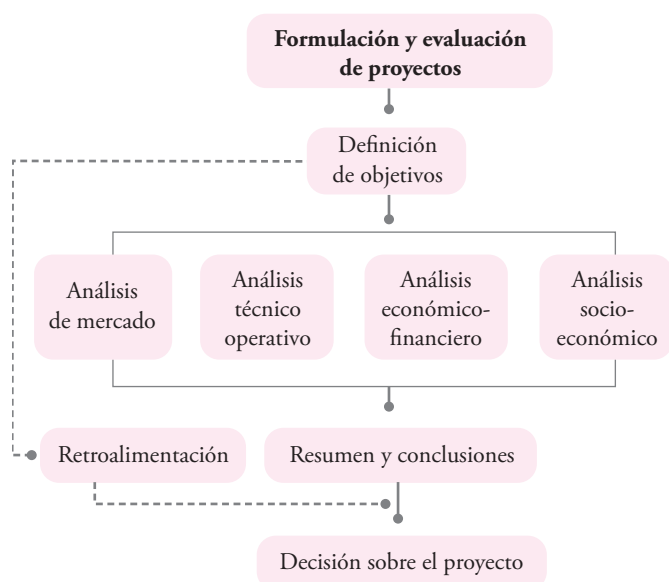 Formulación y evaluación
de proyectos
Definición
de objetivos
Análisis
de mercado
Análisis
técnico
operativo
Análisis
económico-
financiero
Análisis
socio-
económico
Retroalimentación
Resumen y conclusiones
Decisión sobre el proyecto